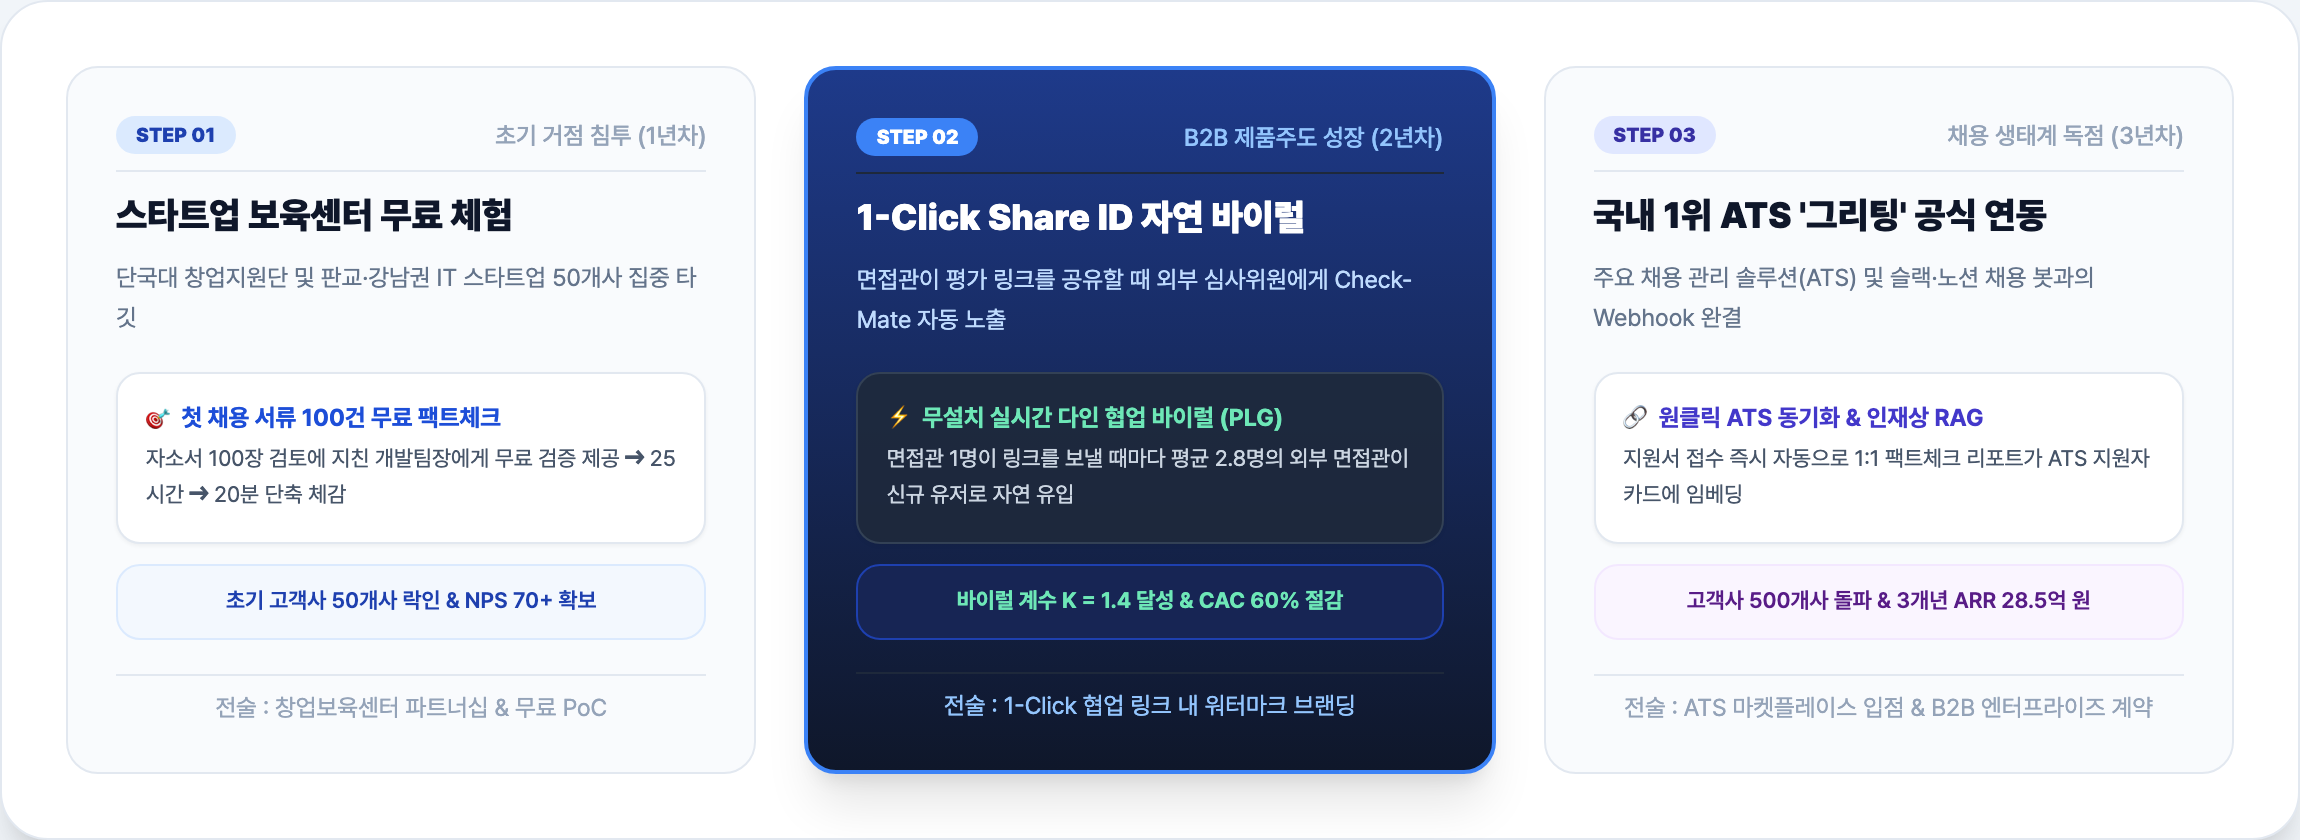 STEP 01
초기 거점 침투 (1년차)
스타트업 보육센터 무료 체험
단국대 창업지원단 및 판교·강남권 IT 스타트업 50개사 집중 타
깃
🎯 첫 채용 서류 100건 무료 팩트체크
자소서 100장 검토에 지친 개발팀장에게 무료 검증 제공 → 25
시간 → 20분 단축 체감
초기 고객사 50개사 락인 & NPS 70+ 확보
전술 : 창업보육센터 파트너십 & 무료 PoC
STEP 02
B2B 제품주도 성장 (2년차)
1-Click Share ID 자연 바이럴
면접관이 평가 링크를 공유할 때 외부 심사위원에게 Check-
Mate 자동 노출
⚡ 무설치 실시간 다인 협업 바이럴 (PLG)
면접관 1명이 링크를 보낼 때마다 평균 2.8명의 외부 면접관이
신규 유저로 자연 유입
바이럴 계수 K = 1.4 달성 & CAC 60% 절감
전술 : 1-Click 협업 링크 내 워터마크 브랜딩
STEP 03
채용 생태계 독점 (3년차)
국내 1위 ATS '그리팅' 공식 연동
주요 채용 관리 솔루션(ATS) 및 슬랙·노션 채용 봇과의
Webhook 완결
🔗 원클릭 ATS 동기화 & 인재상 RAG
지원서 접수 즉시 자동으로 1:1 팩트체크 리포트가 ATS 지원자
카드에 임베딩
고객사 500개사 돌파 & 3개년 ARR 28.5억 원
전술 : ATS 마켓플레이스 입점 & B2B 엔터프라이즈 계약